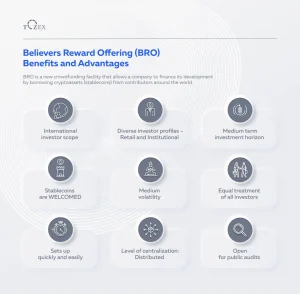 TOZEX
Believers Reward Offering (BRO)
Benefits and Advantages
BRO is a new crowdfunding facility that allows a company to finance its development
by borrowing cryptoassets (stablecoins) from contributors around the world
International
investor scope
Diverse investor profiles -
Retail and Institutional
Medium term
investment horizon
Stablecoins
are WELCOMED
Medium
volatility
Equal treatment
of all investors
Sets up
quickly and easily
Level of centralisation:
Distributed
Open
for public audits